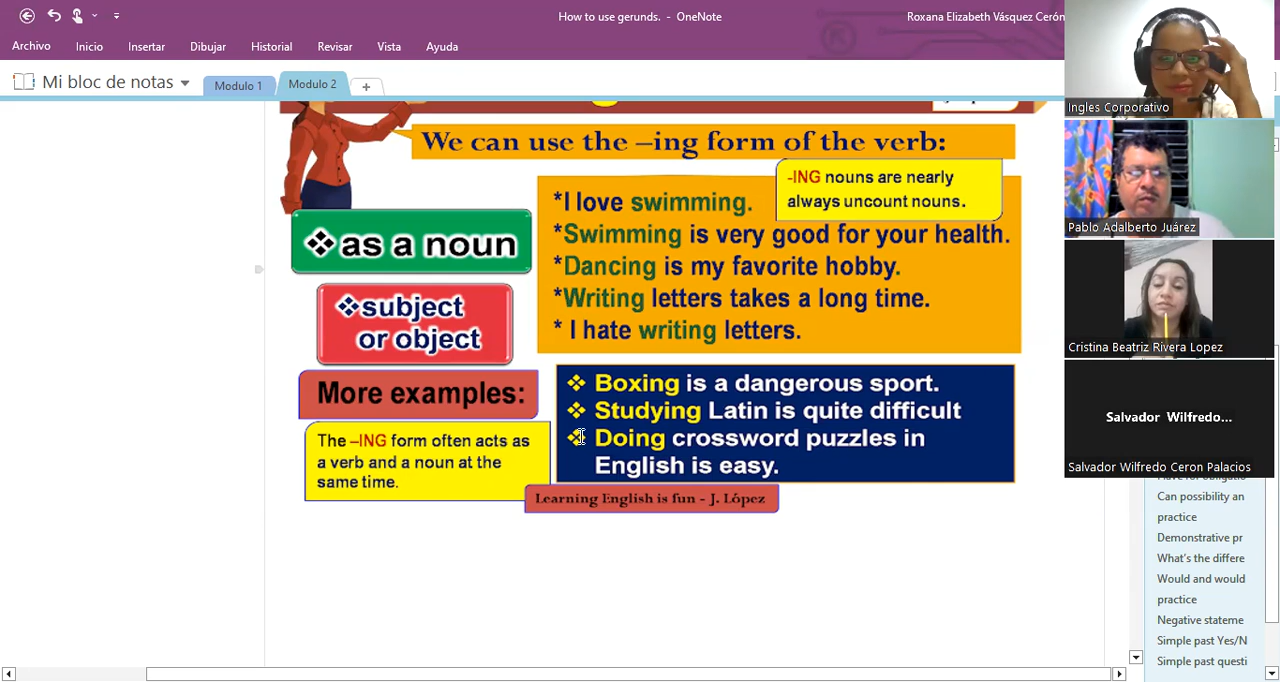 How to use gerunds. - OneNote
Roxana Elizabeth Vásquez Cerón
Archivo Inicio Insertar Dibujar Historial Revisar Vista Ayuda
Mi bloc de notas Modulo 1 Modulo 2
We can use the –ing form of the verb:
-ING nouns are nearly
always uncount nouns.
as a noun
subject
or object
*I love swimming.
*Swimming is very good for your health.
*Dancing is my favorite hobby.
*Writing letters takes a long time.
* I hate writing letters.
More examples:
The –ING form often acts as
a verb and a noun at the
same time.
Boxing is a dangerous sport.
Studying Latin is quite difficult
Doing crossword puzzles in
English is easy.
Learning English is fun - J. López
Ingles Corporativo
Pablo Adalberto Juárez
Cristina Beatriz Rivera Lopez
Salvador Wilfredo...
Salvador Wilfredo Ceron Palacios
Can possibility an
practice
Demonstrative pr
What's the differe
Would and would
practice
Negative stateme
Simple past Yes/N
Simple past questi